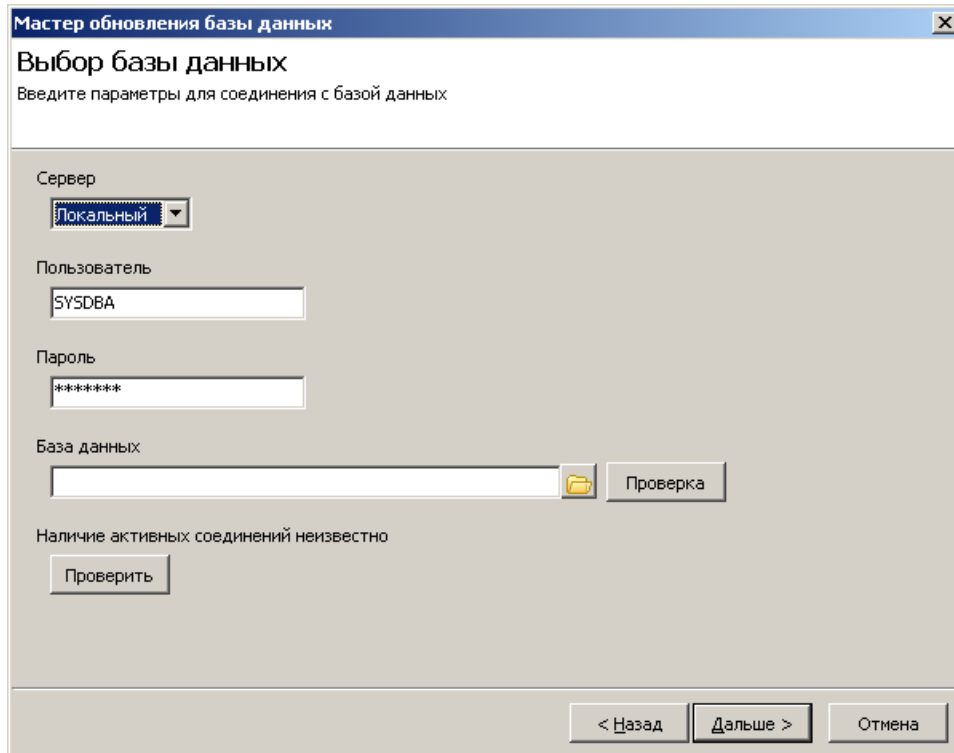 Мастер обновления базы данных
Выбор базы данных
Введите параметры для соединения с базой данных
Сервер
Локальный
Пользователь
SYSDBA
Пароль
*******
База данных
Проверка
Наличие активных соединений неизвестно
Проверить
< Назад Дальше > Отмена